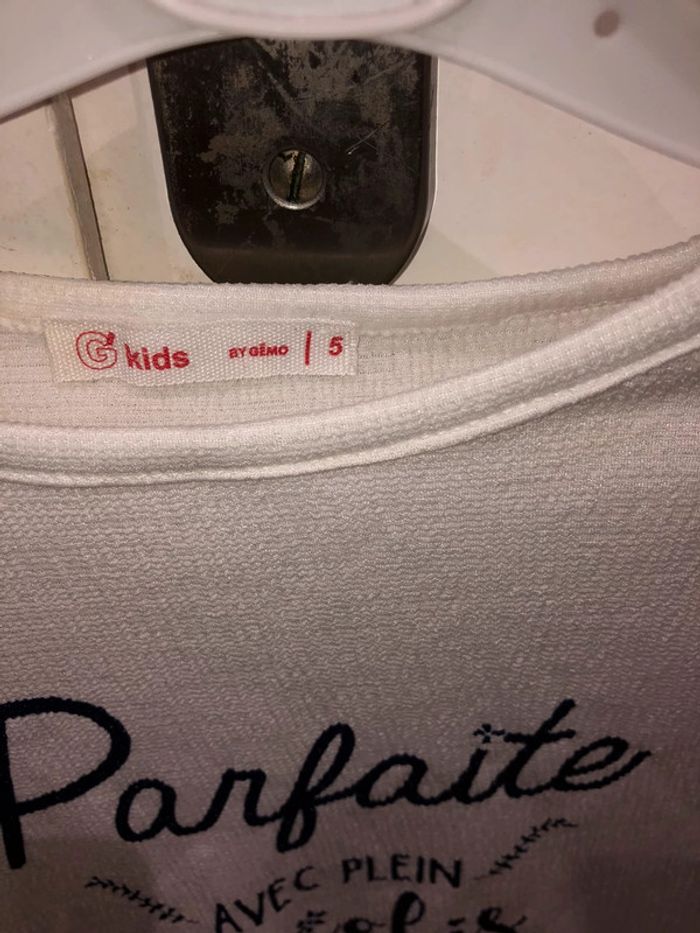 G kids BY GÉMO | 5
Parfaite
AVEC PLEIN